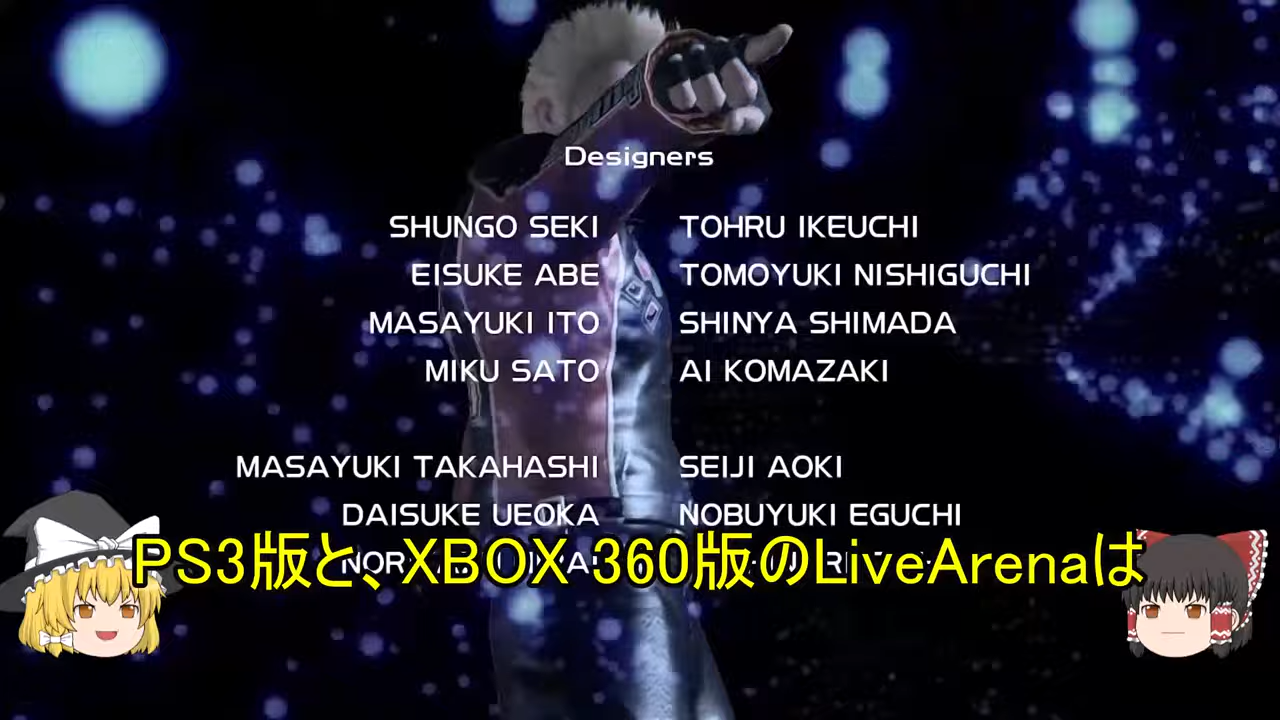 Designers
SHUNGO SEKI TOHRU IKEUCHI
EISUKE ABE TOMOYUKI NISHIGUCHI
MASAYUKI ITO SHINYA SHIMADA
MIKU SATO AI KOMAZAKI
MASAYUKI TAKAHASHI SEIJI AOKI
DAISUKE UEOKA NOBUYUKI EGUCHI
PS3版と、XBOX 360版のLiveArenaは